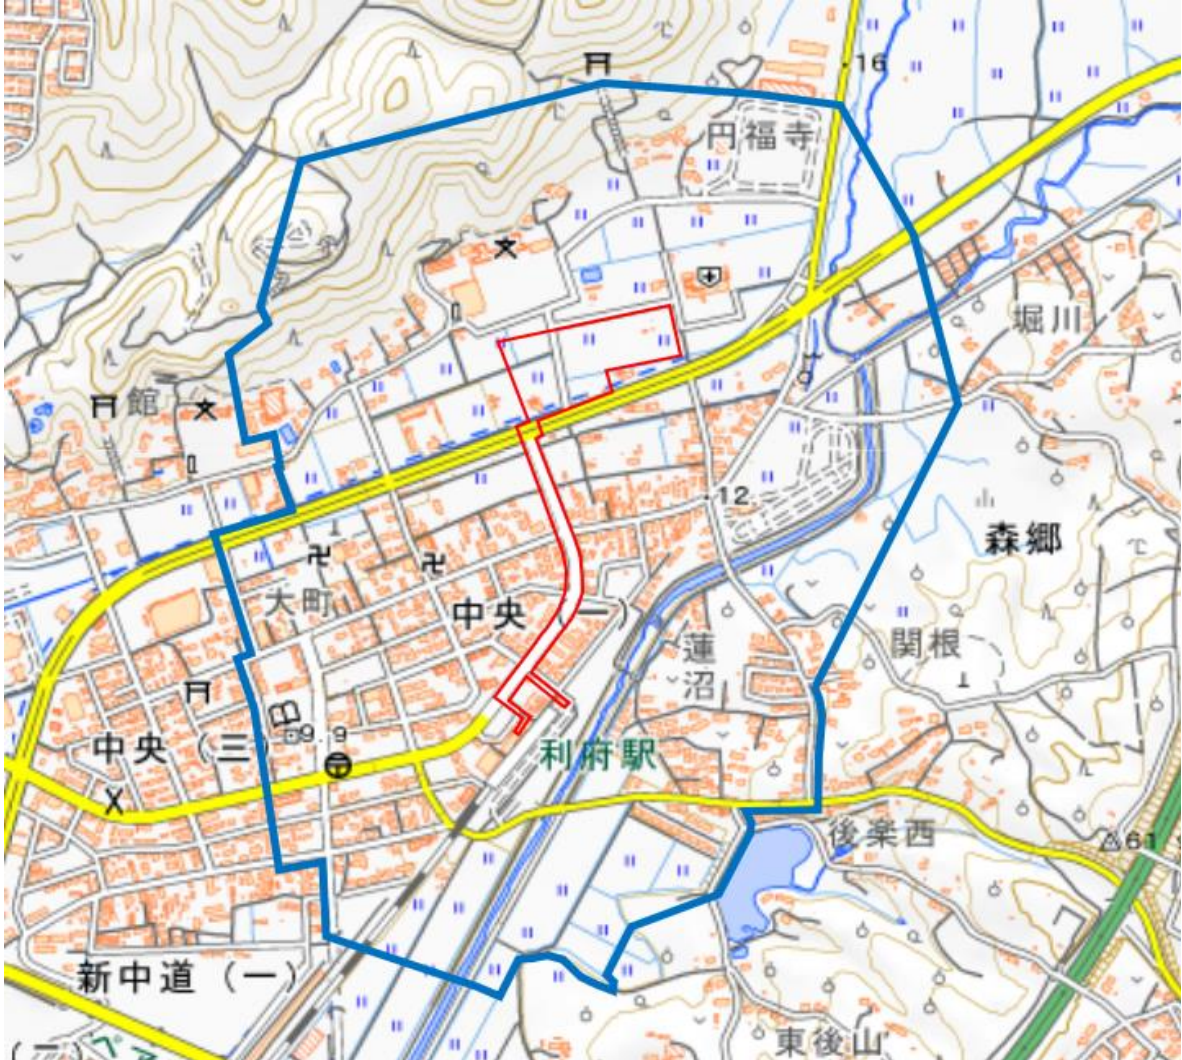 16
円福寺
堀川
館
12
森郷
大町
中央（一）
蓮沼
関根
9.9
中央（三）
利府駅
後楽西
61
新中道（一）
東後山